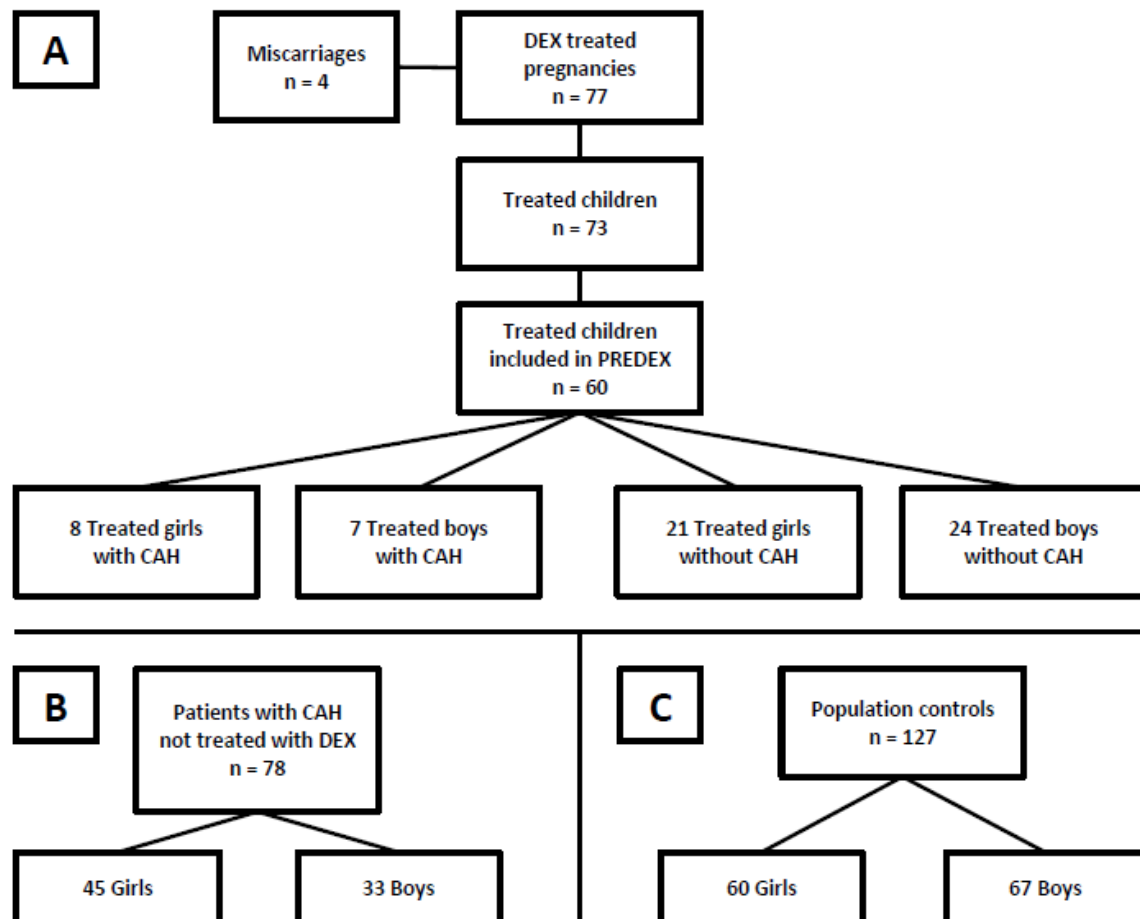 A
Miscarriages
n = 4
DEX treated
pregnancies
n = 77
Treated children
n = 73
Treated children
included in PREDEX
n = 60
8 Treated girls
with CAH
7 Treated boys
with CAH
21 Treated girls
without CAH
24 Treated boys
without CAH
B
Patients with CAH
not treated with DEX
n = 78
45 Girls
33 Boys
C
Population controls
n = 127
60 Girls
67 Boys